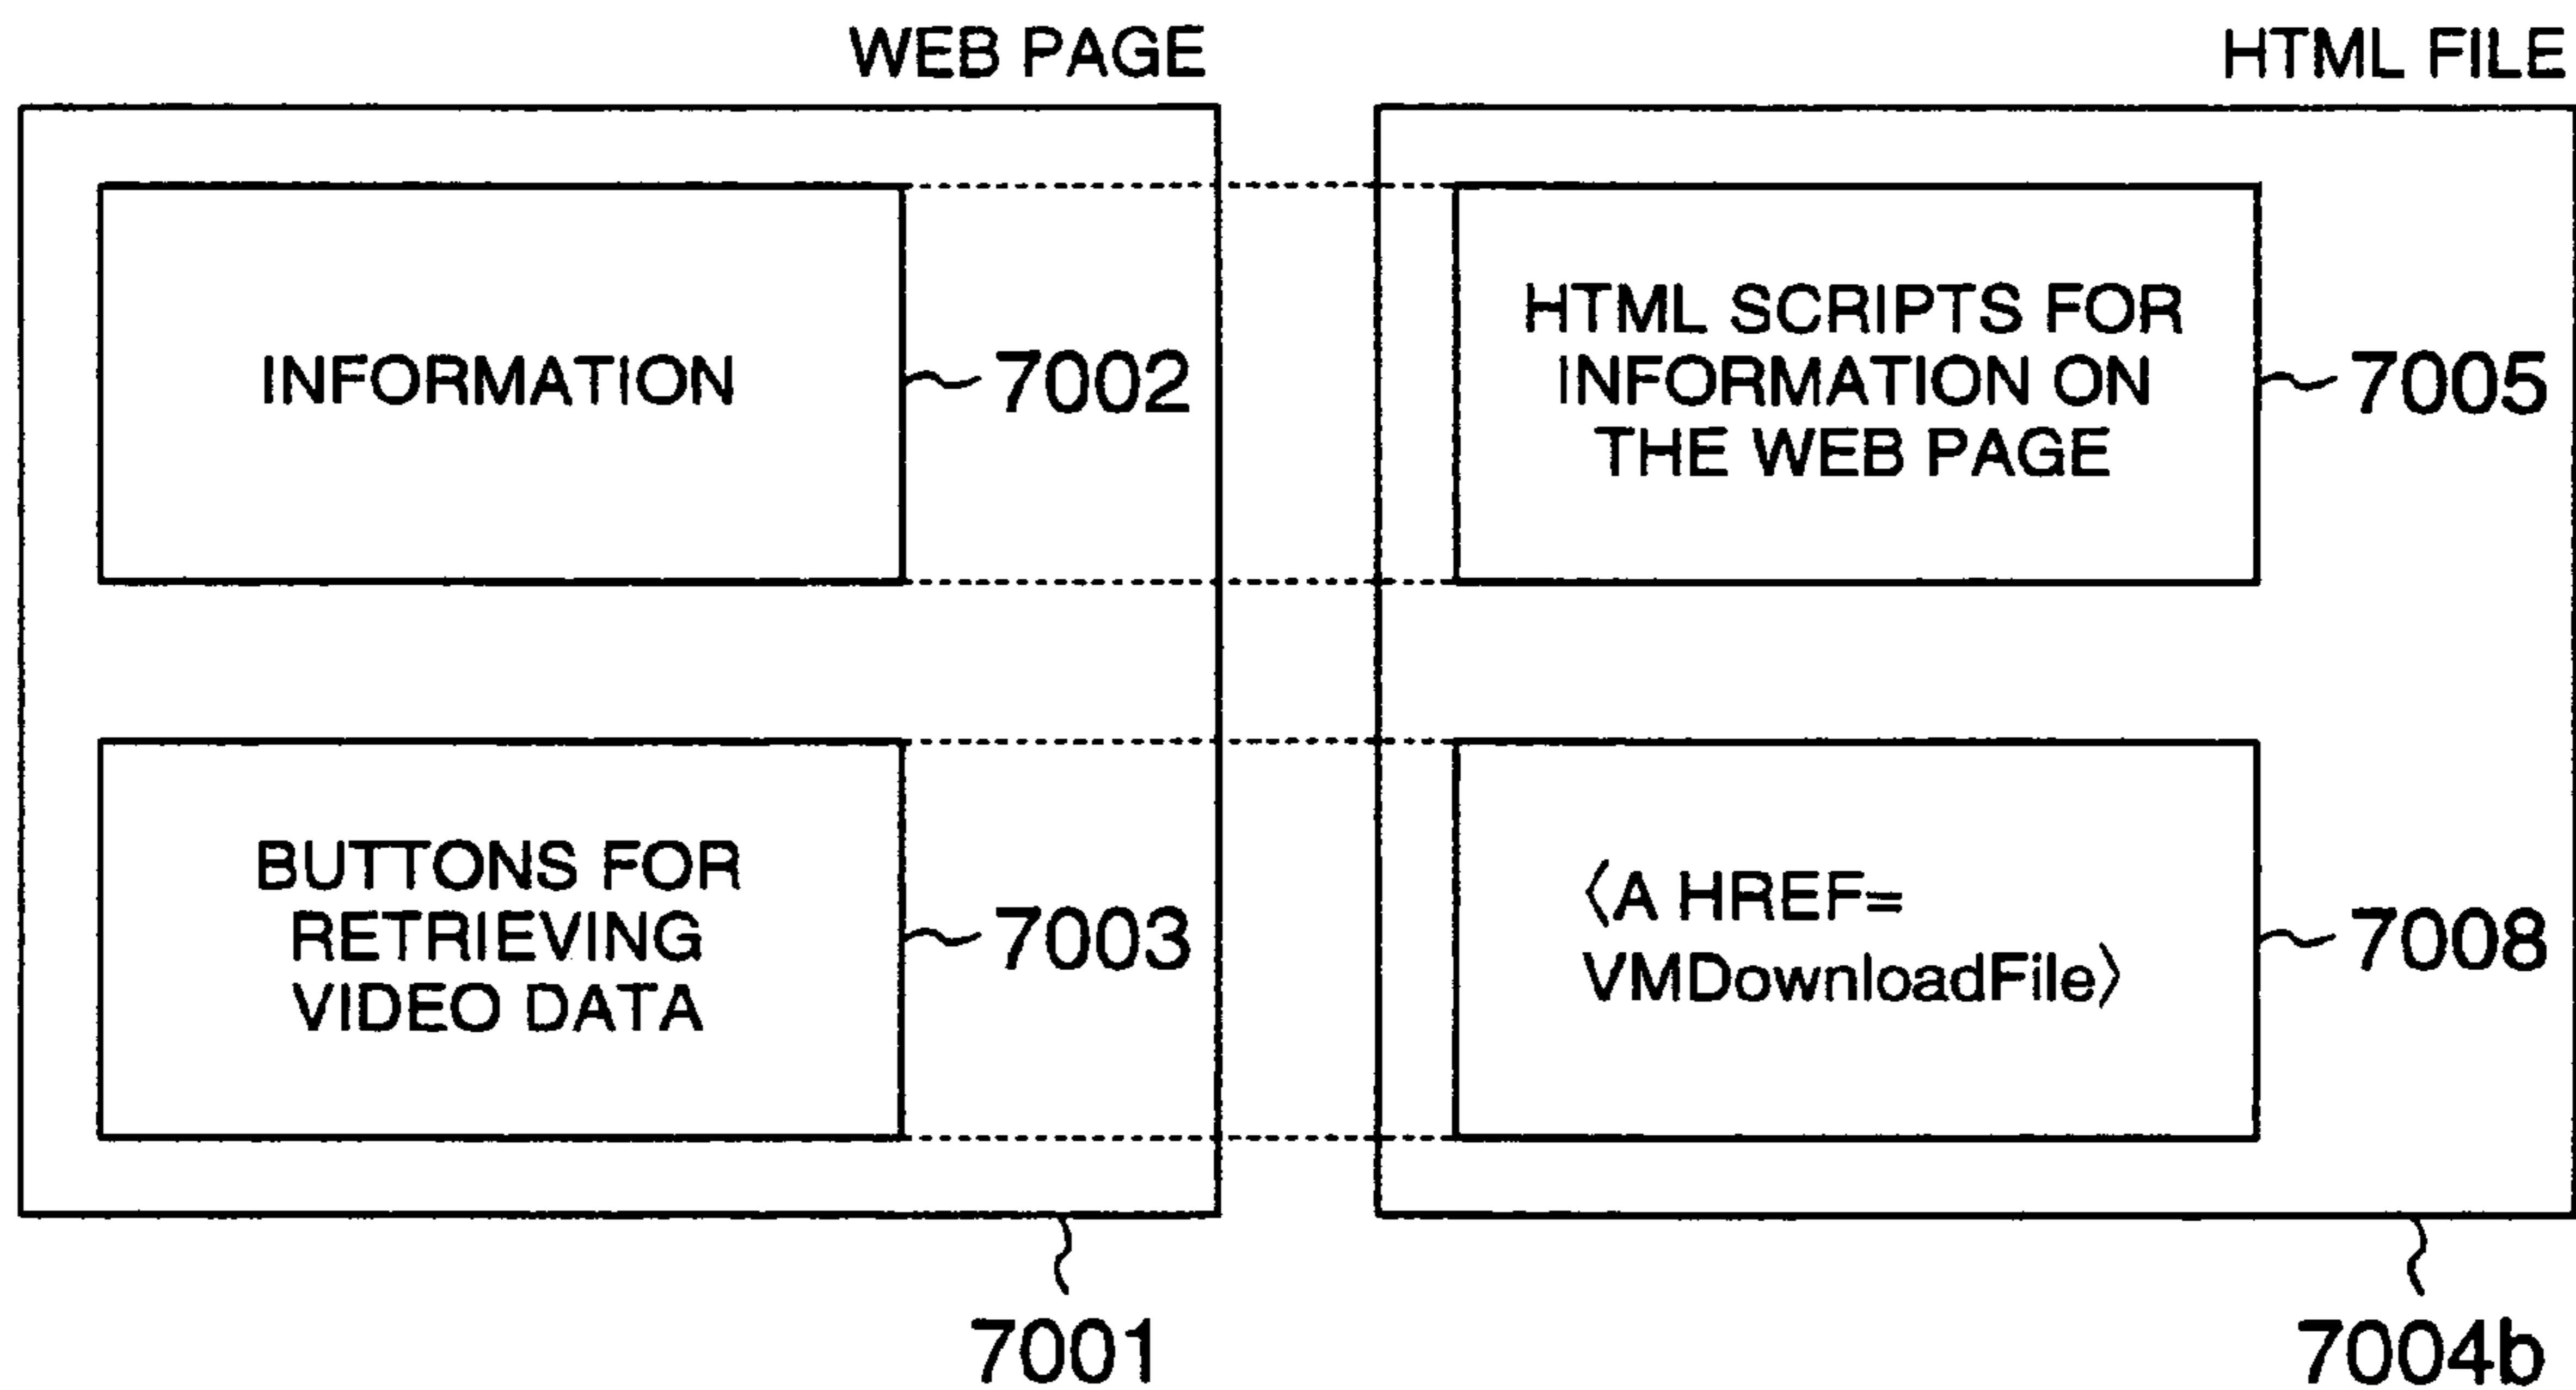 WEB PAGE
INFORMATION
7002
BUTTONS FOR
RETRIEVING
VIDEO DATA
7003
7001
HTML FILE
HTML SCRIPTS FOR
INFORMATION ON
THE WEB PAGE
7005
〈A HREF=
VMDownloadFile〉
7008
7004b